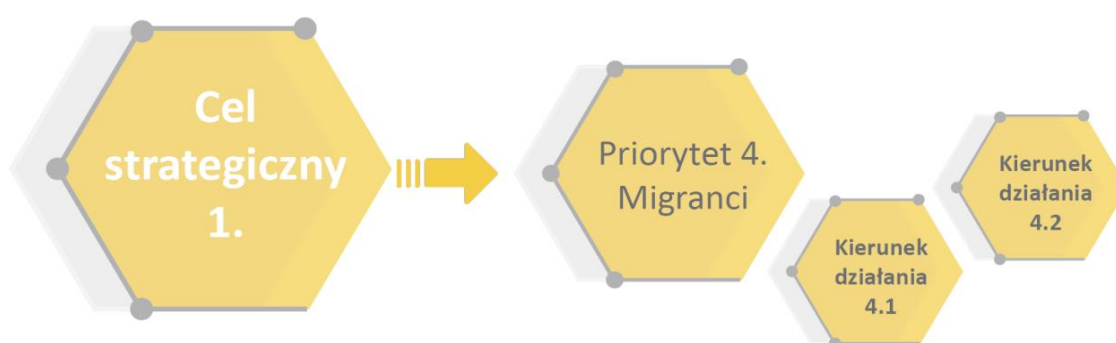 Cel
strategiczny
1.
Priorytet 4.
Migranci
Kierunek
działania
4.1
Kierunek
działania
4.2